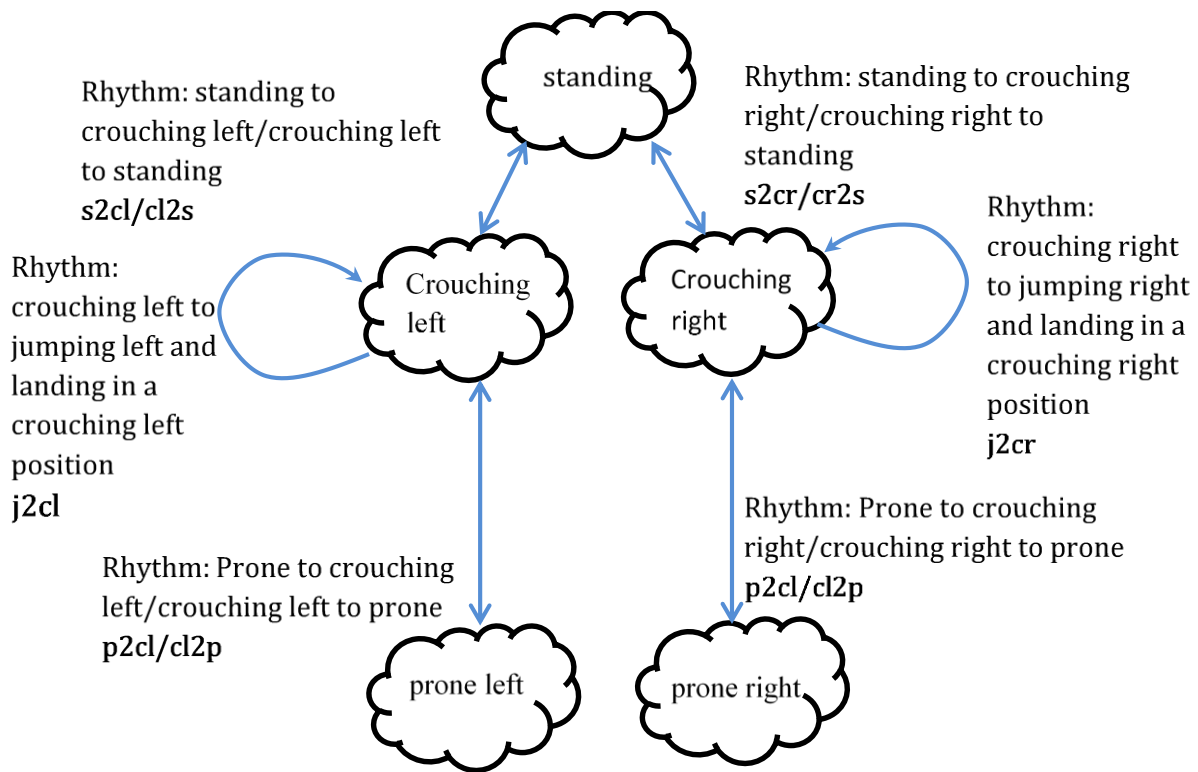 standing
Rhythm: standing to
crouching left/crouching left
to standing
s2cl/cl2s
Rhythm: standing to crouching
right/crouching right to
standing
s2cr/cr2s
Rhythm:
crouching left to
jumping left and
landing in a
crouching left
position
j2cl
Crouching
left
Crouching
right
Rhythm:
crouching right
to jumping right
and landing in a
crouching right
position
j2cr
Rhythm: Prone to crouching
left/crouching left to prone
p2cl/cl2p
Rhythm: Prone to crouching
right/crouching right to prone
p2cl/cl2p
prone left
prone right